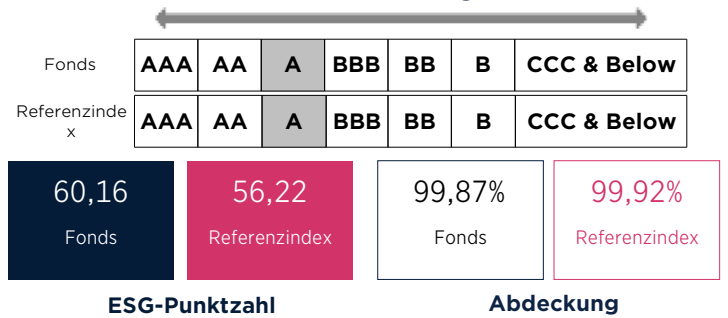 Fonds AAA AA A BBB BB B CCC & Below
Referenzinde
x AAA AA A BBB BB B CCC & Below
60,16 56,22 99,87% 99,92%
Fonds Referenzindex Fonds Referenzindex
ESG-Punktzahl Abdeckung